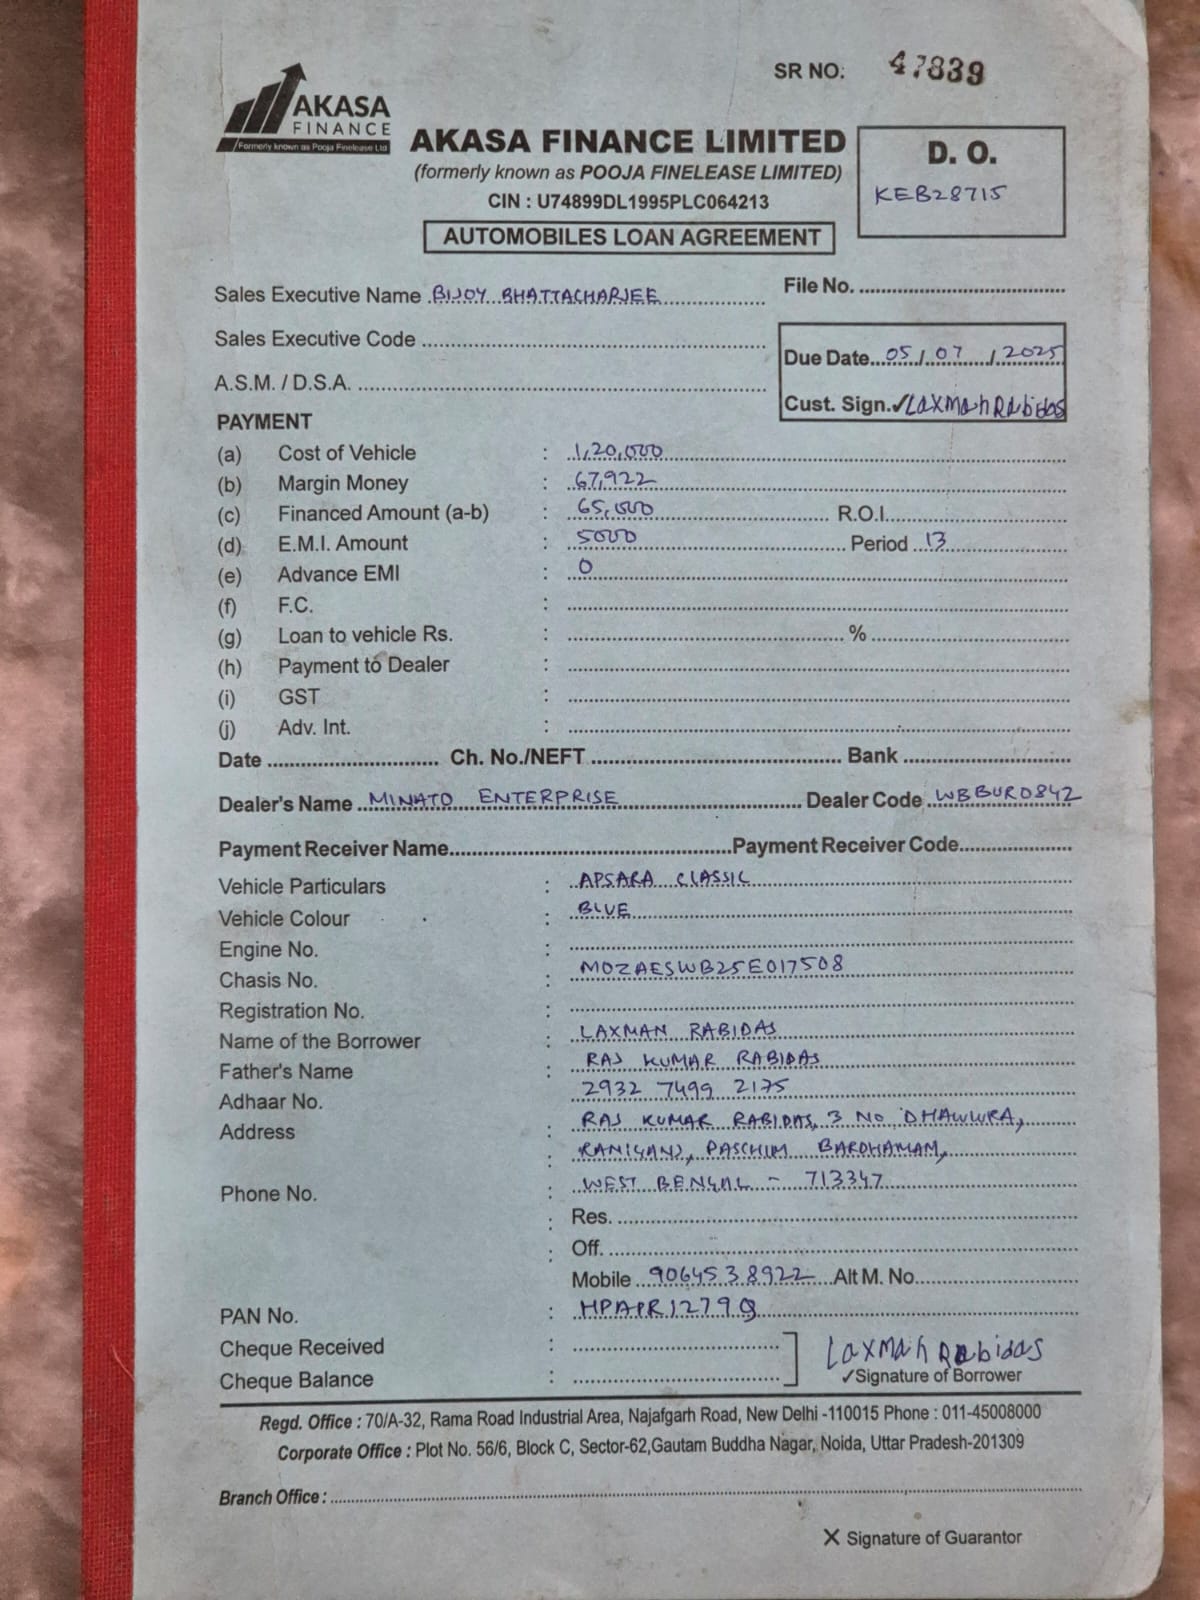 SR NO. 47839
AKASA
FINANCE
Formerly known as Pooja Finelease Ltd
AKASA FINANCE LIMITED
(formerly known as POOJA FINELEASE LIMITED)
CIN : U74899DL1995PLC064213
AUTOMOBILES LOAN AGREEMENT
D. O.
KEB28715
Sales Executive Name BIJOY BHATTACHARJEE
File No.
Sales Executive Code
A.S.M. / D.S.A.
Due Date 05/07/2025
Cust. Sign. ✓Laxman Rabidas
PAYMENT
(a) Cost of Vehicle : 1,20,000
(b) Margin Money : 67,922
(c) Financed Amount (a-b) : 65,000 R.O.I.
(d) E.M.I. Amount : 5000 Period 13
(e) Advance EMI : 0
(f) F.C. :
(g) Loan to vehicle Rs. : %
(h) Payment to Dealer :
(i) GST :
(j) Adv. Int. :
Date Ch. No./NEFT Bank
Dealer's Name MINATO ENTERPRISE Dealer Code WBBUR0842
Payment Receiver Name Payment Receiver Code
Vehicle Particulars : APSARA CLASSIC
Vehicle Colour : BLUE
Engine No. :
Chasis No. : MOZAESWB25E017508
Registration No. :
Name of the Borrower : LAXMAN RABIDAS
Father's Name : RAJ KUMAR RABIDAS
Adhaar No. 2932 7499 2175
Address : RAJ KUMAR RABIDAS, 3 NO DHAWWRA,
: RANIGANJ, PASCHIM BARDHAMAM,
Phone No. : WEST BENGAL - 713347
: Res.
: Off.
Mobile 9064538922 Alt M. No.
PAN No. : HPAPR1279Q
Cheque Received :
Cheque Balance :
Laxman Rabidas
✓Signature of Borrower
Regd. Office : 70/A-32, Rama Road Industrial Area, Najafgarh Road, New Delhi -110015 Phone : 011-45008000
Corporate Office : Plot No. 56/6, Block C, Sector-62,Gautam Buddha Nagar, Noida, Uttar Pradesh-201309
Branch Office :
X Signature of Guarantor